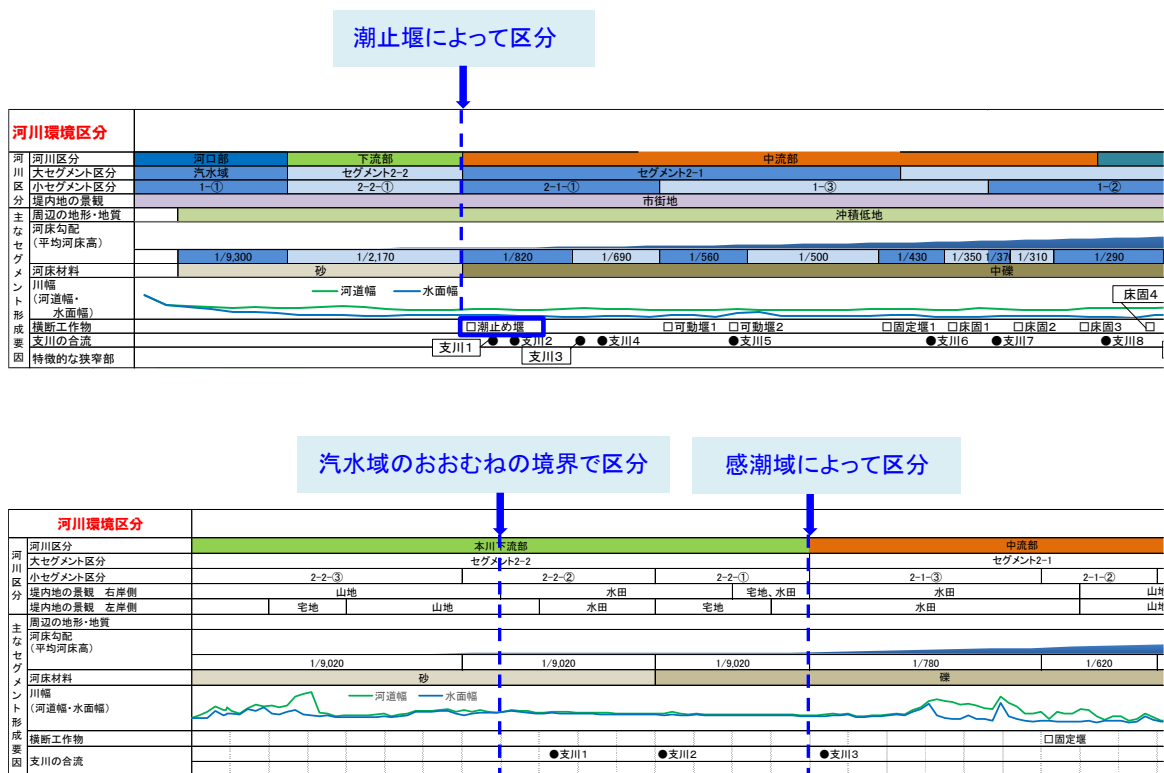 潮止堰によって区分
河川環境区分
河川区分
河川区分 河口部 下流部 中流部
大セグメント区分 汽水域 セグメント2-2 セグメント2-1
小セグメント区分 1-① 2-2-① 2-1-① 1-③ 1-②
堤内地の景観 市街地
主なセグメント形成要因
周辺の地形・地質 沖積低地
河床勾配
(平均河床高)
1/9,300 1/2,170 1/820 1/690 1/560 1/500 1/430 1/350 1/310 1/290
河床材料 砂 中礫
川幅
(河道幅・
水面幅)
河道幅 水面幅
床固4
横断工作物 □潮止め堰 □可動堰1 □可動堰2 □固定堰1 □床固1 □床固2 □床固3 □
支川の合流 支川1 ● ●支川2 ● ●支川4 ●支川5 ●支川6 ●支川7 ●支川8
支川3
特徴的な狭窄部
汽水域のおおむねの境界で区分 感潮域によって区分
河川環境区分
河川区分
河川区分 本川下流部 中流部
大セグメント区分 セグメント2-2 セグメント2-1
小セグメント区分 2-2-③ 2-2-② 2-2-① 2-1-③ 2-1-②
堤内地の景観 右岸側 山地 水田 宅地、水田 水田
堤内地の景観 左岸側 宅地 山地 水田 宅地 水田
主なセグメント形成要因
周辺の地形・地質
河床勾配
(平均河床高)
1/9,020 1/9,020 1/9,020 1/780 1/620
河床材料 砂 礫
川幅
(河道幅・水面幅)
河道幅 水面幅
横断工作物 □固定堰
支川の合流 ●支川1 ●支川2 ●支川3